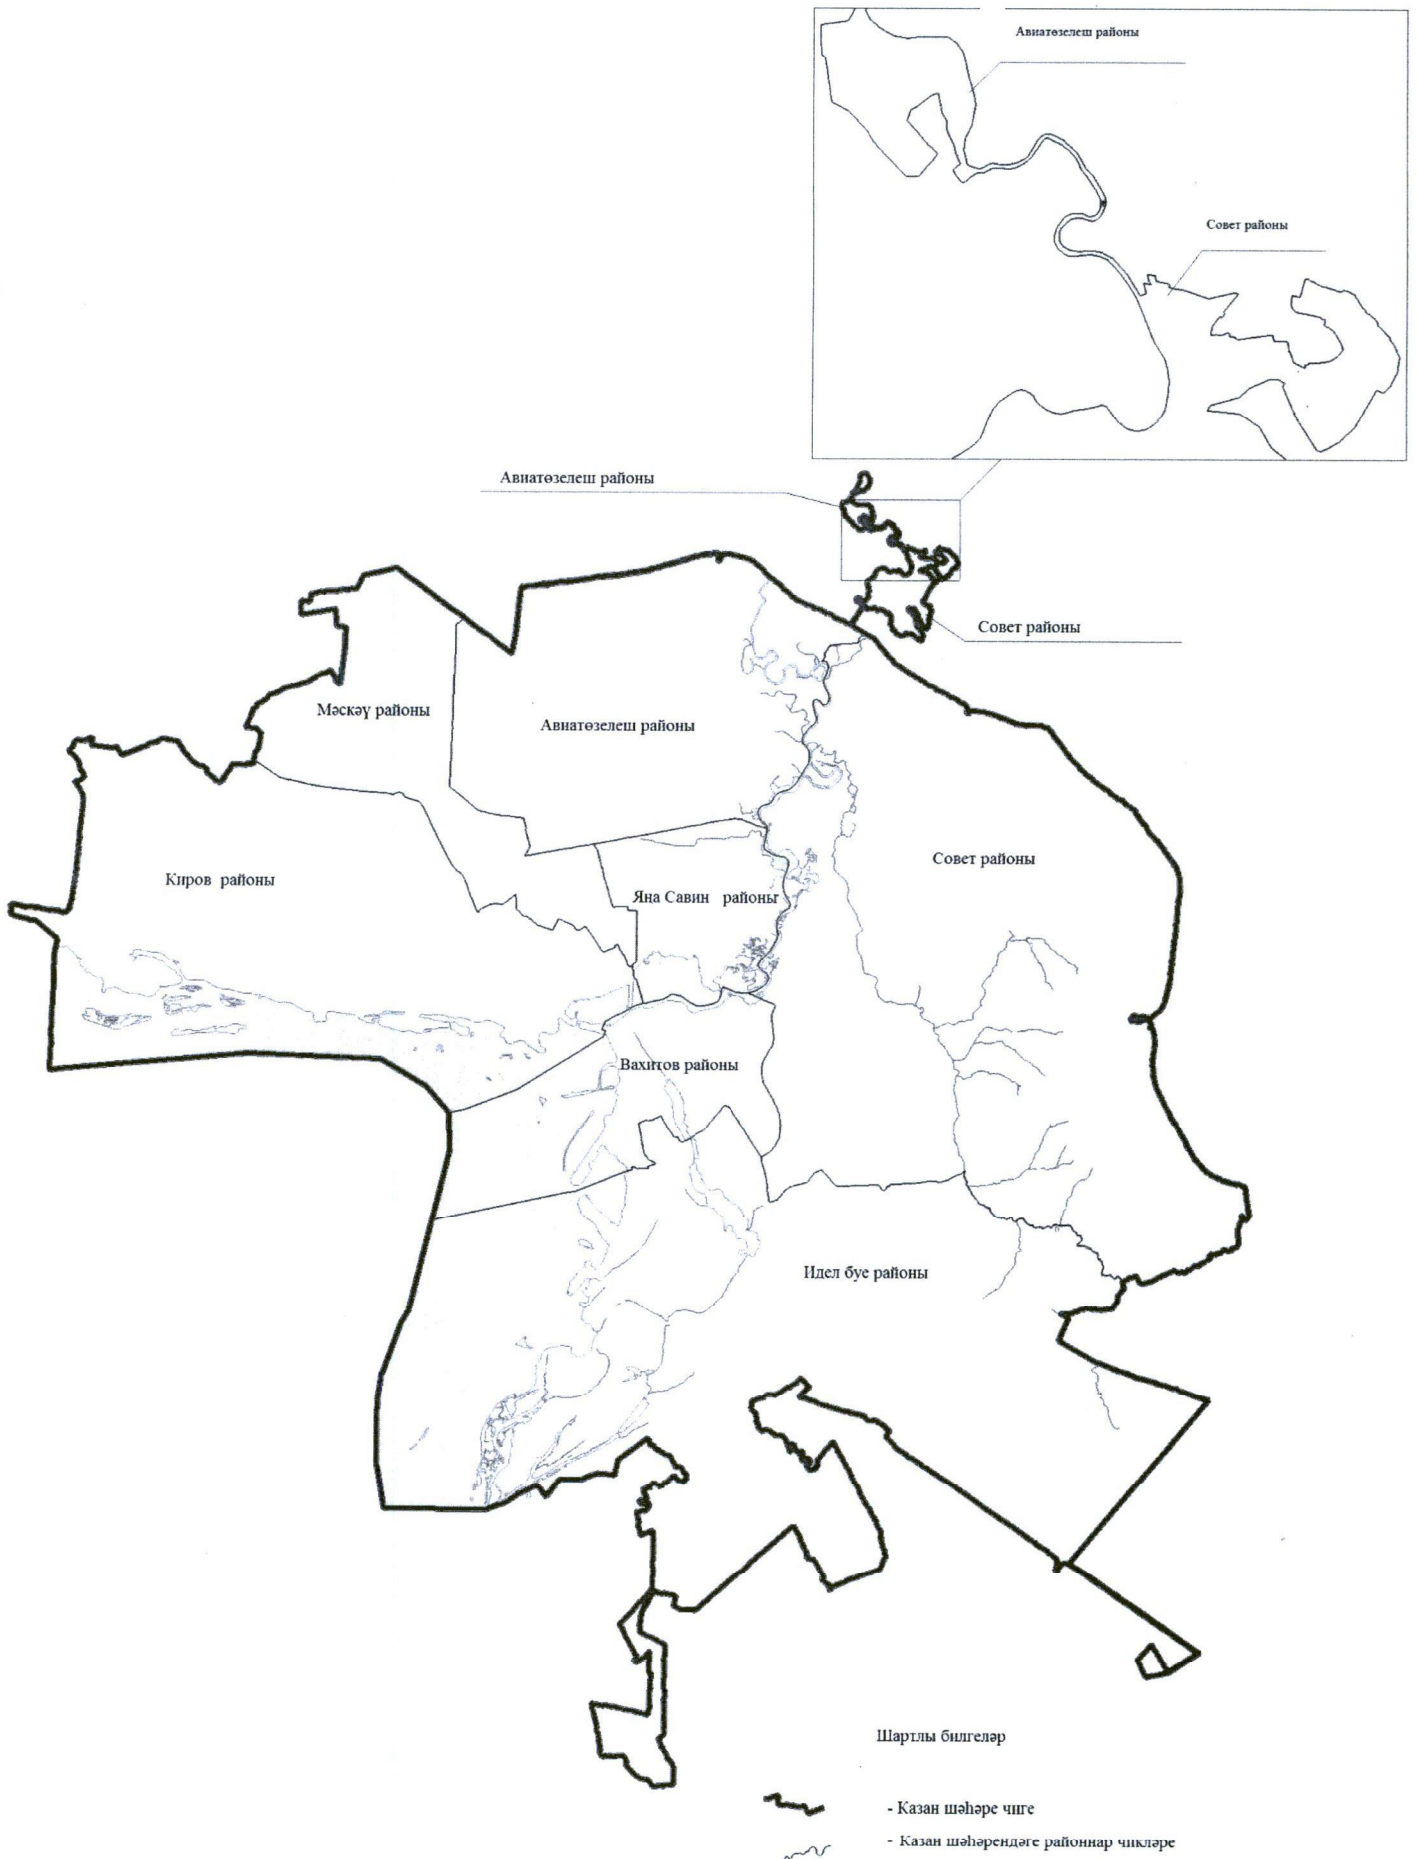 Авиатөзелеш районы
Совет районы
Авиатөзелеш районы
Совет районы
Мәскәү районы
Авиатөзелеш районы
Совет районы
Киров районы
Яңа Савин районы
Вахитов районы
Идел буе районы
Шартлы билгеләр
- Казан шәһәре чиге
- Казан шәһәрендәге районнар чикләре